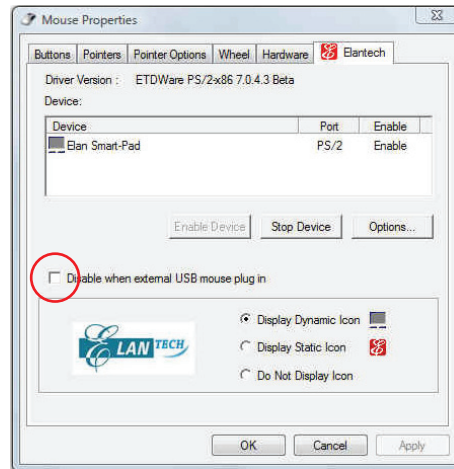 Mouse Properties
Buttons Pointers Pointer Options Wheel Hardware Elantech
Driver Version : ETDWare PS/2-x86 7.0.4.3 Beta
Device:
Device Port Enable
Elan Smart-Pad PS/2 Enable
Enable Device Stop Device Options...
Disable when external USB mouse plug in
Display Dynamic Icon
ELANTECH
Display Static Icon
Do Not Display Icon
OK Cancel Apply